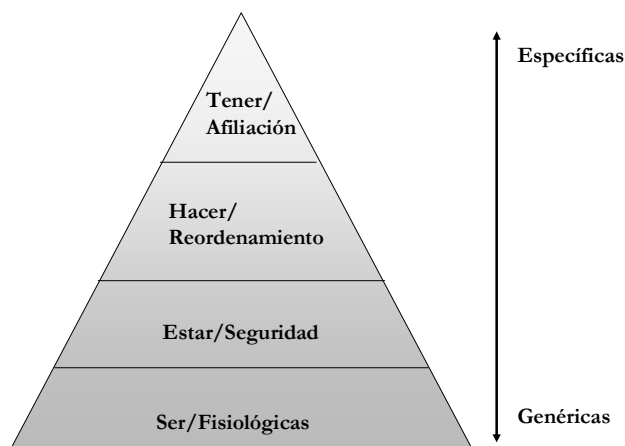 Específicas
Tener/
Afiliación
Hacer/
Reordenamiento
Estar/Seguridad
Ser/Fisiológicas
Genéricas